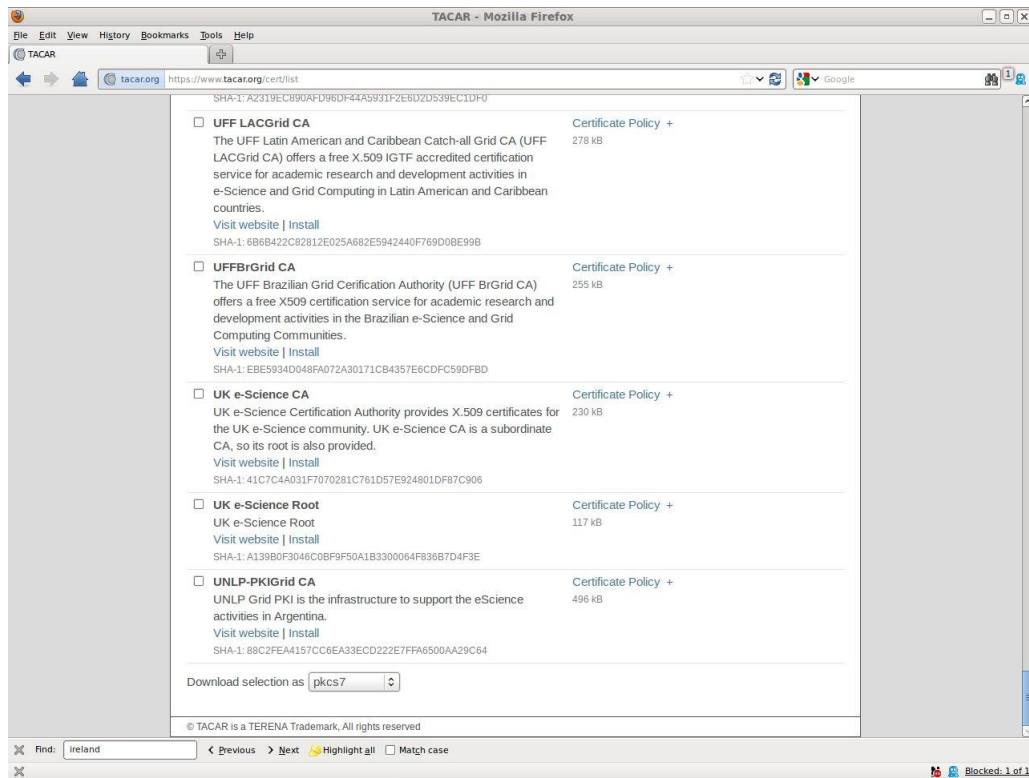 TACAR - Mozilla Firefox
File Edit View History Bookmarks Tools Help
TACAR
tacar.org https://www.tacar.org/cert/list Google 1
SHA-1: A2319EC890AFD96DF44A5931F2E6D2D539EC1DF0
UFF LACGrid CA Certificate Policy +
The UFF Latin American and Caribbean Catch-all Grid CA (UFF 278 kB
LACGrid CA) offers a free X.509 IGTF accredited certification
service for academic research and development activities in
e-Science and Grid Computing in Latin American and Caribbean
countries.
Visit website | Install
SHA-1: 6B6B422C82812E025A682E5942440F769D0BE99B
UFFBrGrid CA Certificate Policy +
The UFF Brazilian Grid Cerification Authority (UFF BrGrid CA) 255 kB
offers a free X509 certification service for academic research and
development activities in the Brazilian e-Science and Grid
Computing Communities.
Visit website | Install
SHA-1: EBE5934D048FA072A30171CB4357E6CDFC59DFBD
UK e-Science CA Certificate Policy +
UK e-Science Certification Authority provides X.509 certificates for 230 kB
the UK e-Science community. UK e-Science CA is a subordinate
CA, so its root is also provided.
Visit website | Install
SHA-1: 41C7C4A031F7070281C761D57E924801DF87C906
UK e-Science Root Certificate Policy +
UK e-Science Root 117 kB
Visit website | Install
SHA-1: A139B0F3046C0BF9F50A1B3300064F836B7D4F3E
UNLP-PKIGrid CA Certificate Policy +
UNLP Grid PKI is the infrastructure to support the eScience 496 kB
activities in Argentina.
Visit website | Install
SHA-1: 88C2FEA4157CC6EA33ECD222E7FFA6500AA29C64
Download selection as pkcs7
© TACAR is a TERENA Trademark, All rights reserved
Find: ireland Previous Next Highlight all Match case
Blocked: 1 of 1